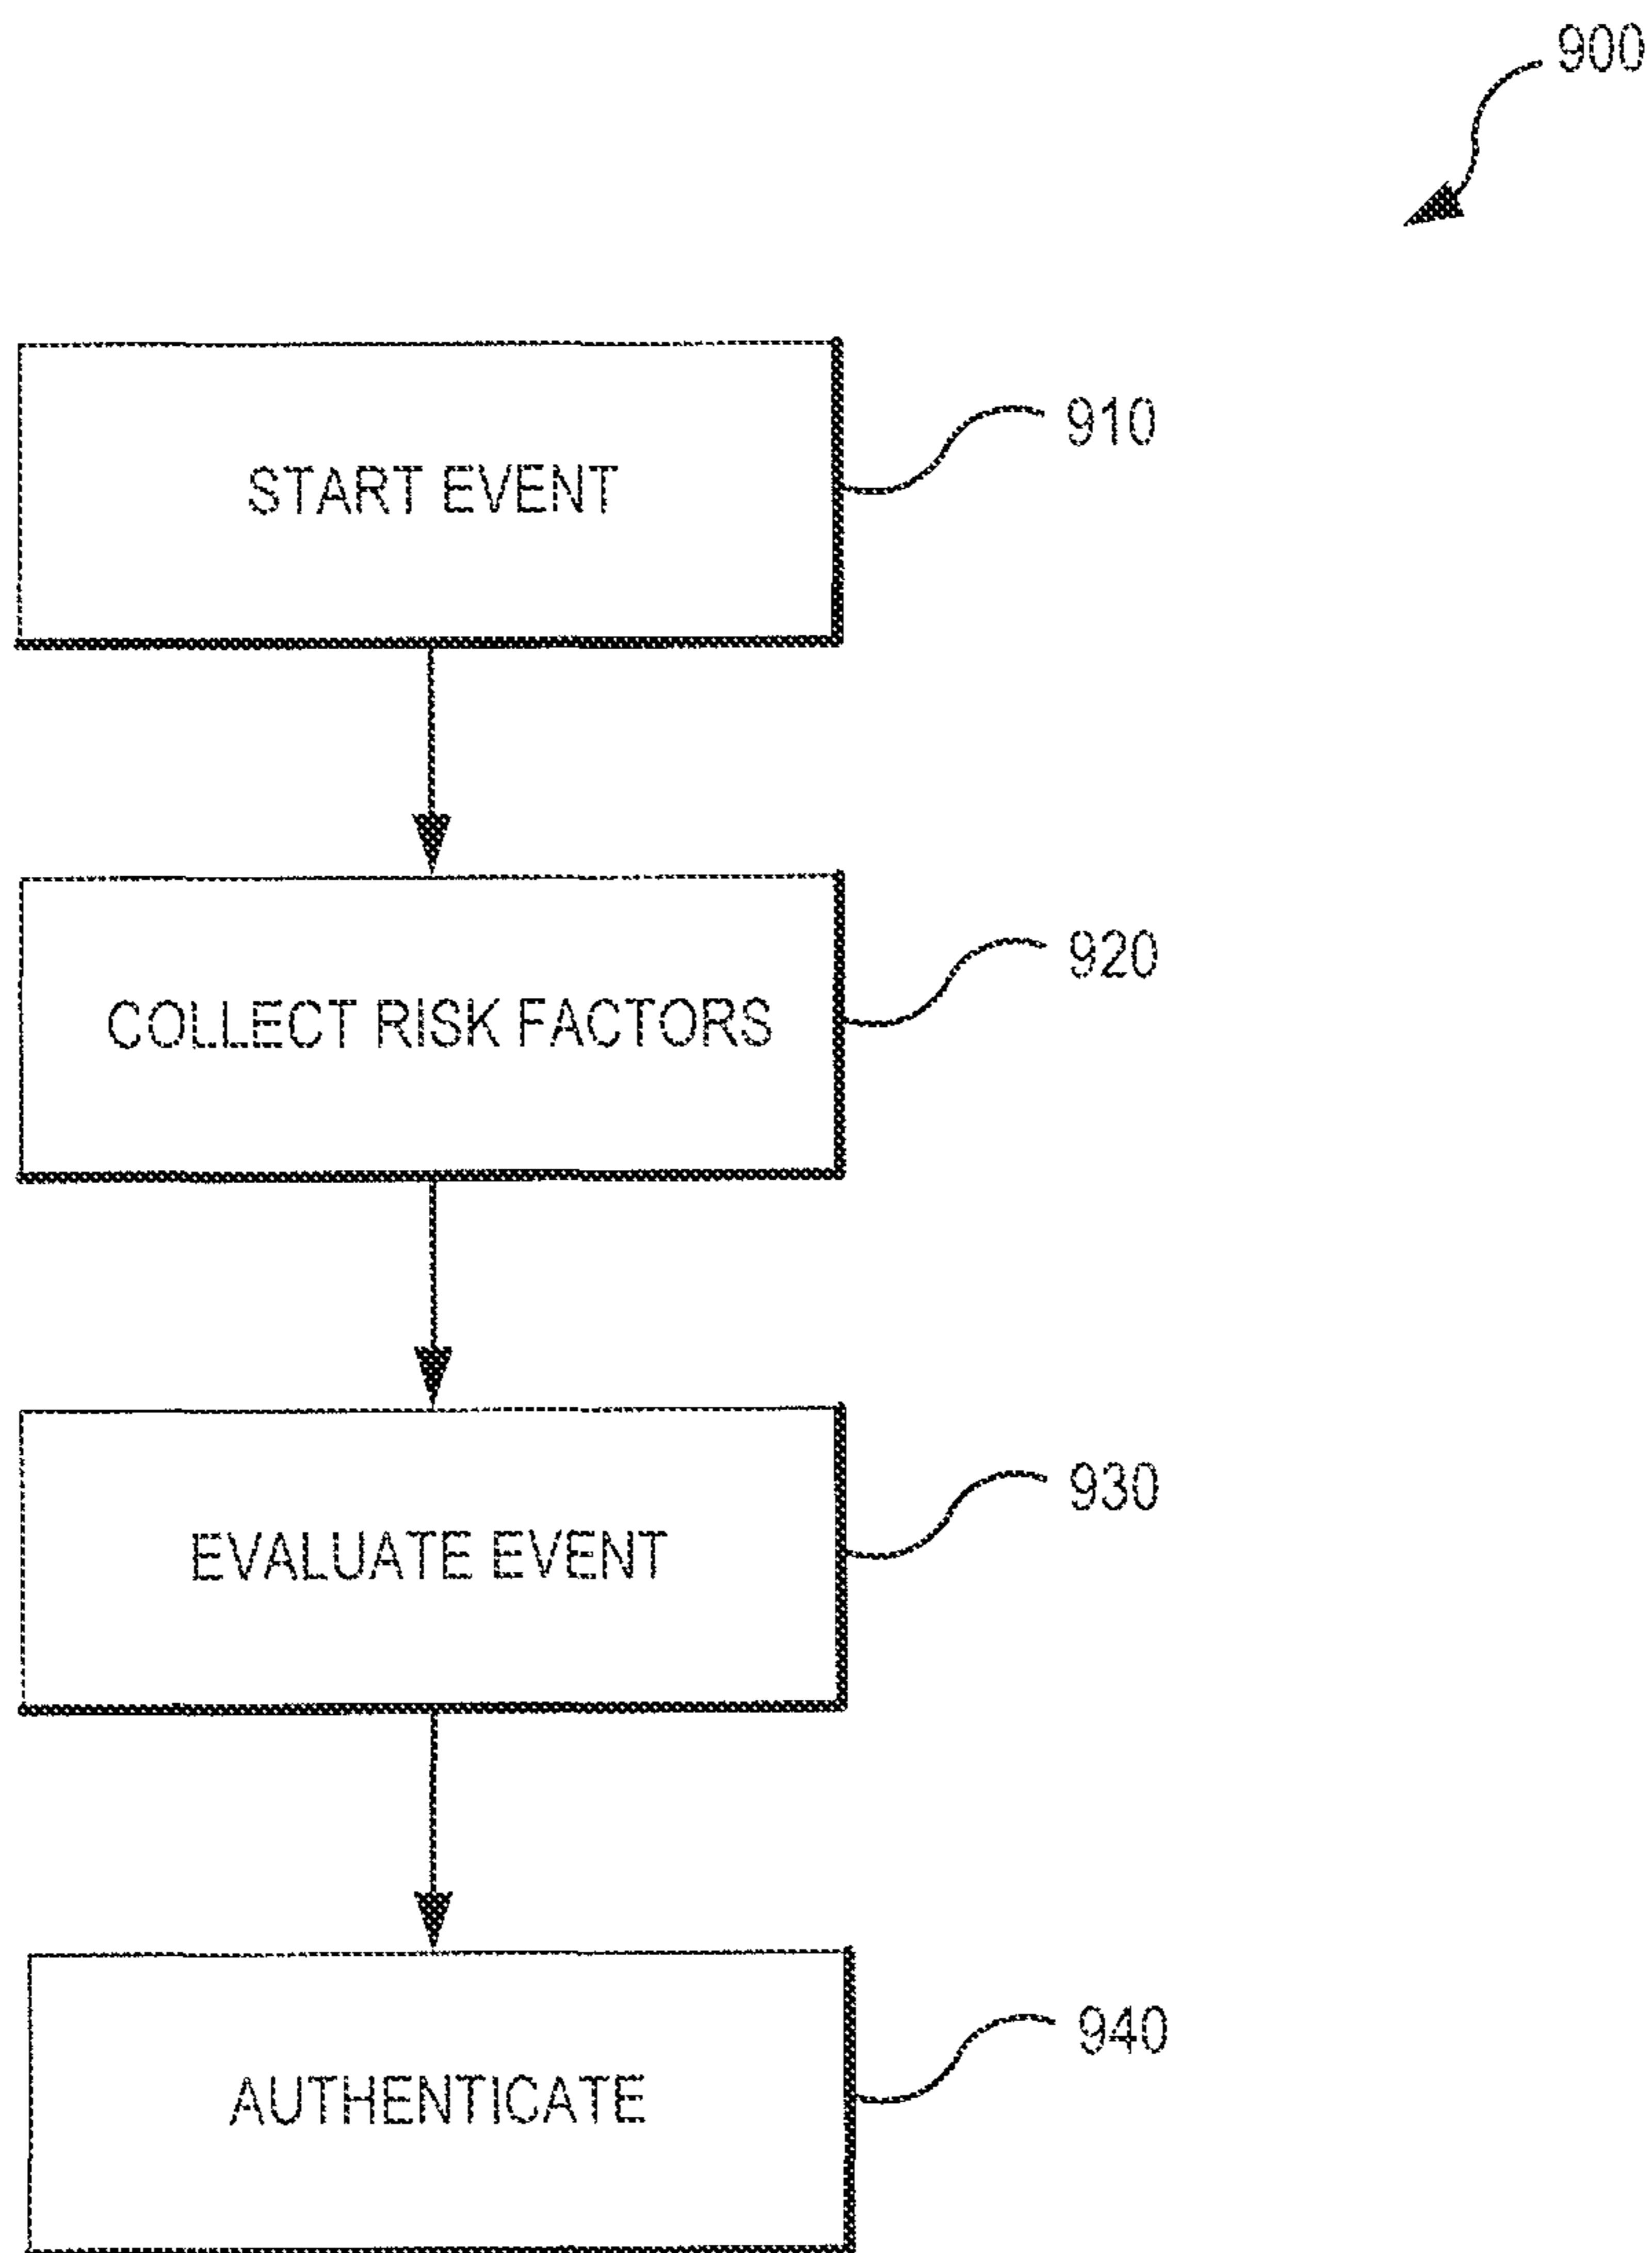 900
START EVENT
910
COLLECT RISK FACTORS
920
EVALUATE EVENT
930
AUTHENTICATE
940